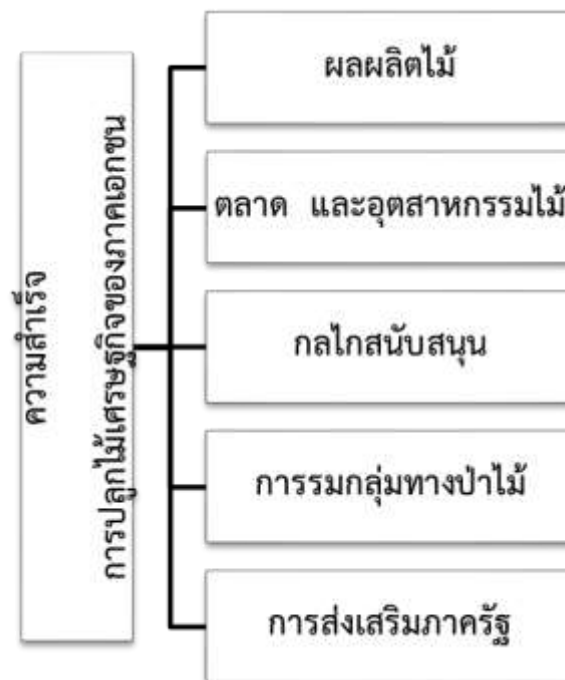 ความสำเร็จ
การปลูกไม้เศรษฐกิจของภาคเอกชน
ผลผลิตไม้
ตลาด และอุตสาหกรรมไม้
กลไกสนับสนุน
การรมกลุ่มทางป่าไม้
การส่งเสริมภาครัฐ